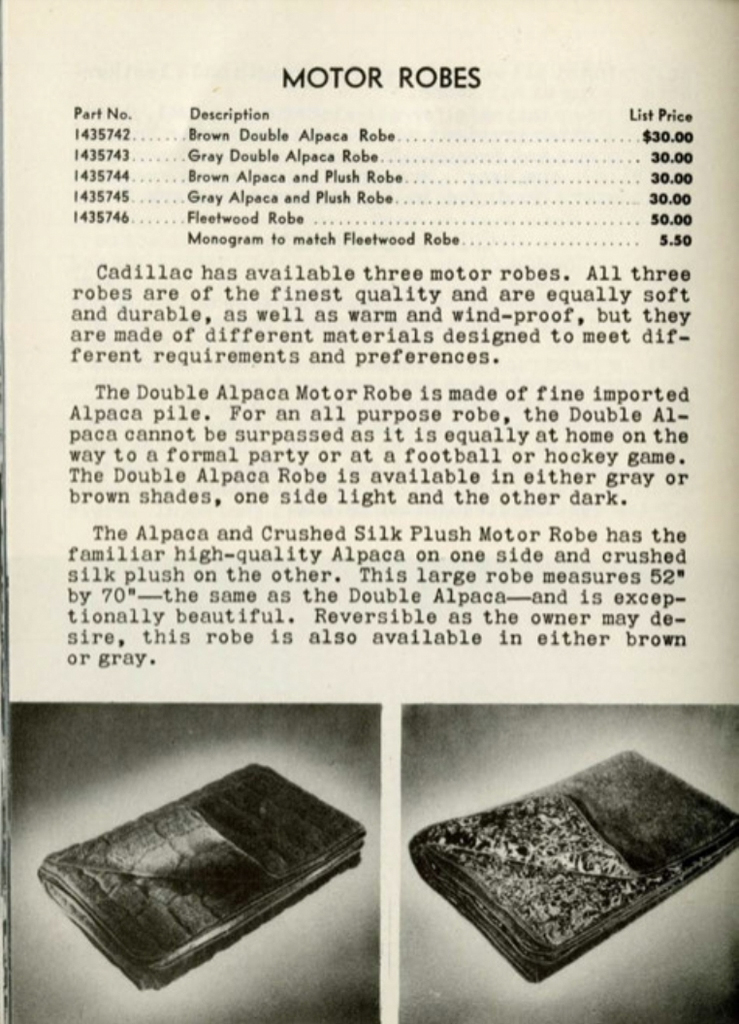 MOTOR ROBES
Part No. Description List Price
1435742.......Brown Double Alpaca Robe.................................$30.00
1435743.......Gray Double Alpaca Robe................................... 30.00
1435744.......Brown Alpaca and Plush Robe............................... 30.00
1435745.......Gray Alpaca and Plush Robe................................ 30.00
1435746.......Fleetwood Robe ........................................... 50.00
Monogram to match Fleetwood Robe........................ 5.50
Cadillac has available three motor robes. All three
robes are of the finest quality and are equally soft
and durable, as well as warm and wind-proof, but they
are made of different materials designed to meet dif-
ferent requirements and preferences.
The Double Alpaca Motor Robe is made of fine imported
Alpaca pile. For an all purpose robe, the Double Al-
paca cannot be surpassed as it is equally at home on the
way to a formal party or at a football or hockey game.
The Double Alpaca Robe is available in either gray or
brown shades, one side light and the other dark.
The Alpaca and Crushed Silk Plush Motor Robe has the
familiar high-quality Alpaca on one side and crushed
silk plush on the other. This large robe measures 52"
by 70"—the same as the Double Alpaca—and is excep-
tionally beautiful. Reversible as the owner may de-
sire, this robe is also available in either brown
or gray.